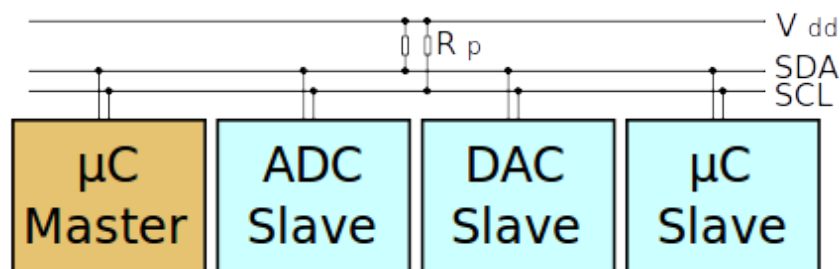 V dd
R p
SDA
SCL
µC
Master
ADC
Slave
DAC
Slave
µC
Slave